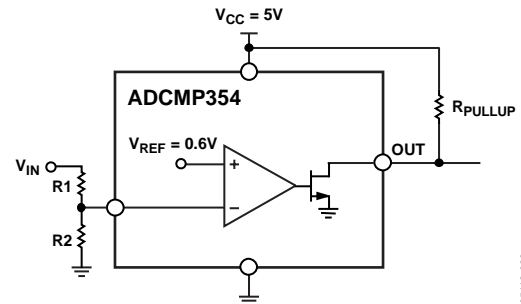 VCC = 5V
ADCMP354
RPULLUP
VREF = 0.6V
OUT
VIN
R1
R2
+
−